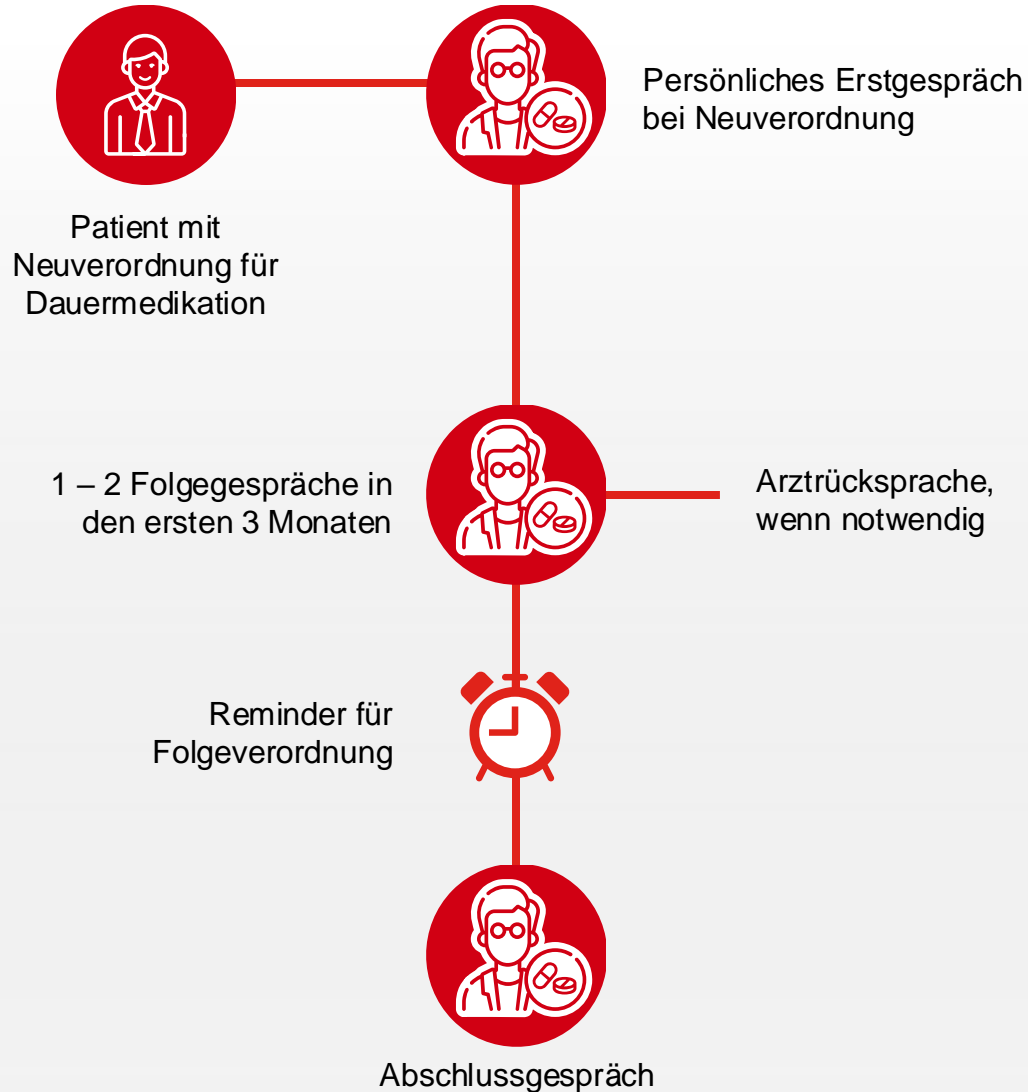 Persönliches Erstgespräch
bei Neuverordnung
Patient mit
Neuverordnung für
Dauermedikation
1 – 2 Folgegespräche in
den ersten 3 Monaten
Arztrücksprache,
wenn notwendig
Reminder für
Folgeverordnung
Abschlussgespräch